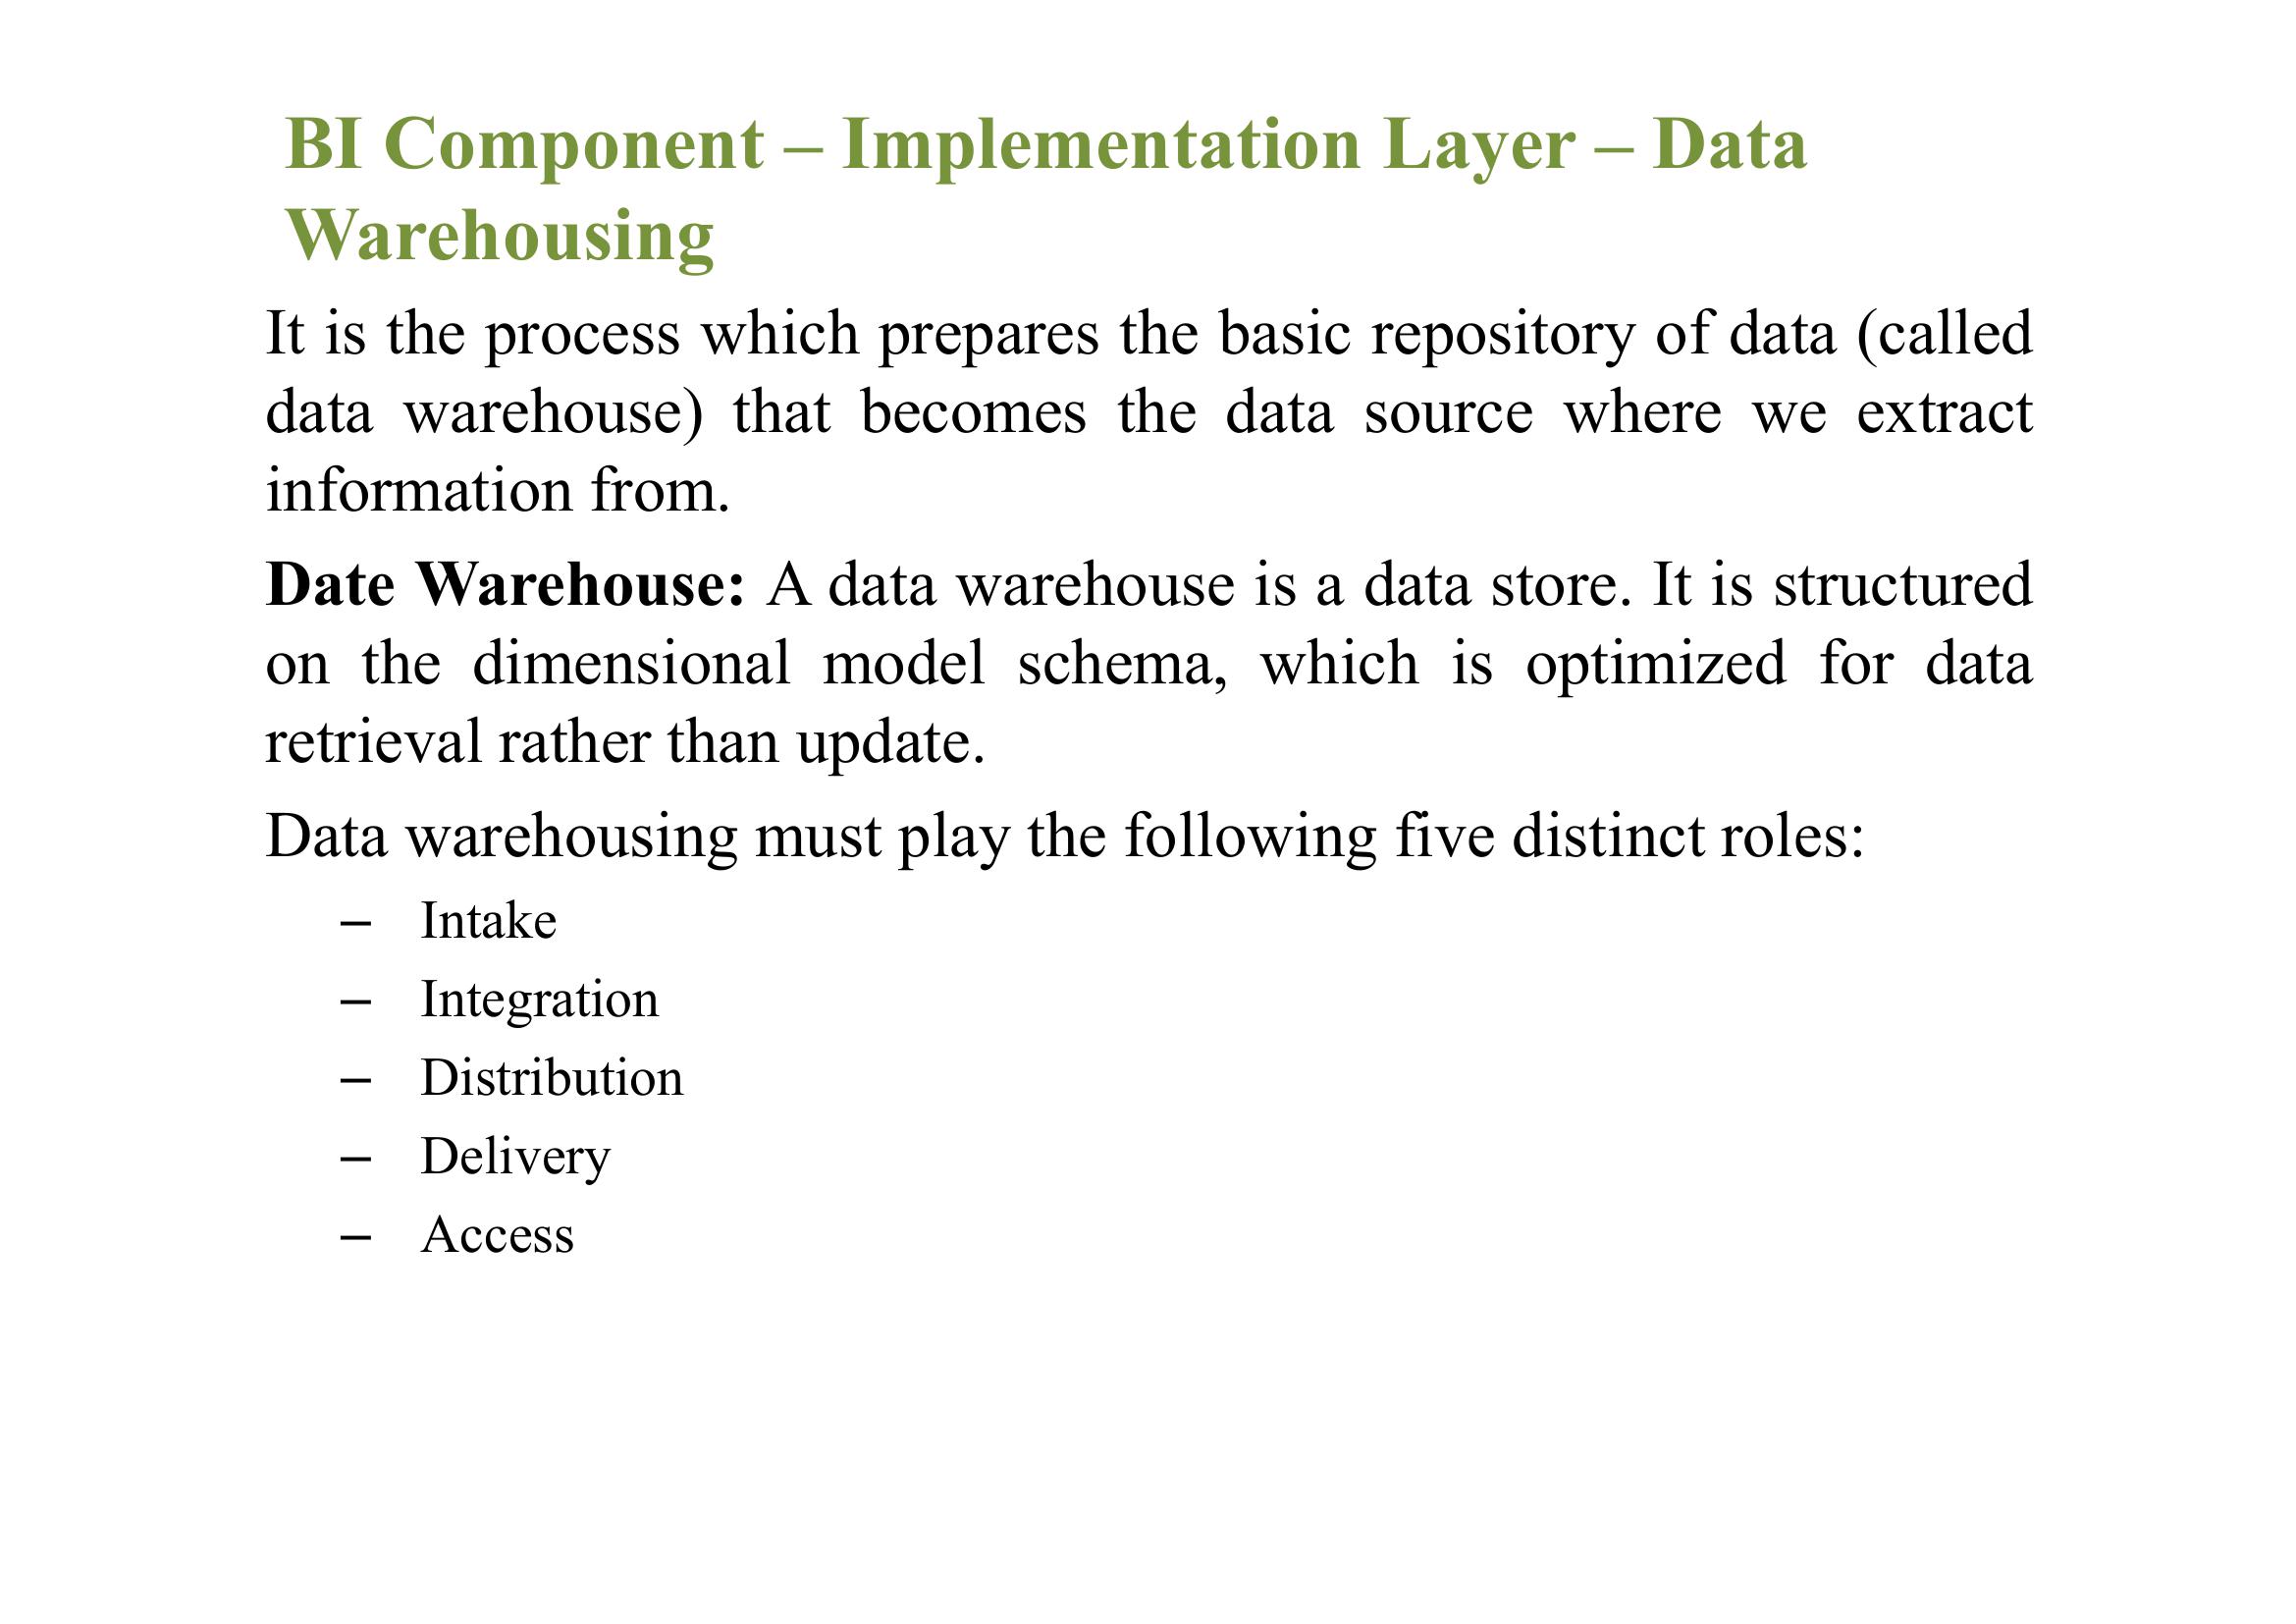 BI Component – Implementation Layer – Data
Warehousing
It is the process which prepares the basic repository of data (called
data warehouse) that becomes the data source where we extract
information from.
Date Warehouse: A data warehouse is a data store. It is structured
on the dimensional model schema, which is optimized for data
retrieval rather than update.
Data warehousing must play the following five distinct roles:
– Intake
– Integration
– Distribution
– Delivery
– Access